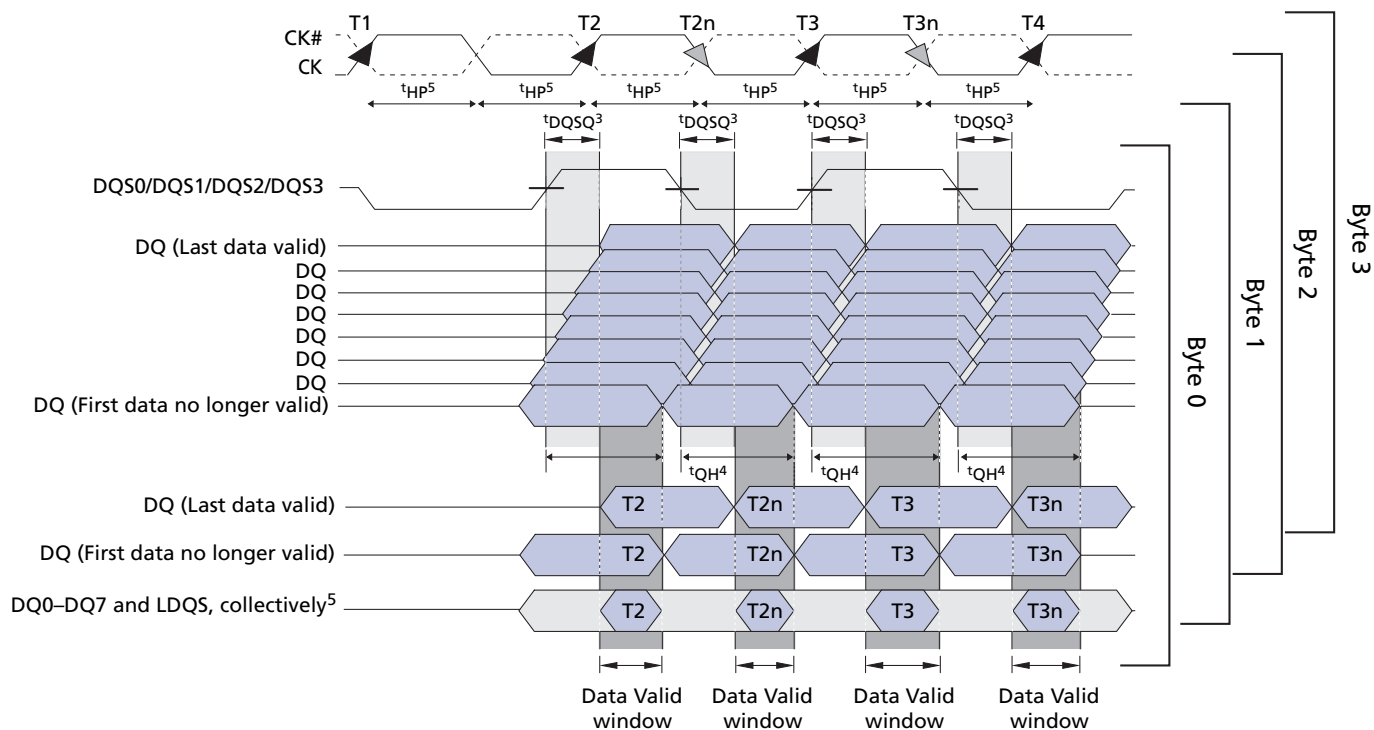 T1 T2 T2n T3 T3n T4
CK#
CK
tHP5 tHP5 tHP5 tHP5 tHP5 tHP5
tDQSQ3 tDQSQ3 tDQSQ3 tDQSQ3
DQS0/DQS1/DQS2/DQS3
DQ (Last data valid)
DQ
DQ
DQ
DQ
DQ
DQ
DQ (First data no longer valid)
tQH4 tQH4 tQH4
DQ (Last data valid) T2 T2n T3 T3n
DQ (First data no longer valid) T2 T2n T3 T3n
DQ0–DQ7 and LDQS, collectively5 T2 T2n T3 T3n
Data Valid window
Data Valid window
Data Valid window
Data Valid window
Byte 0
Byte 1
Byte 2
Byte 3